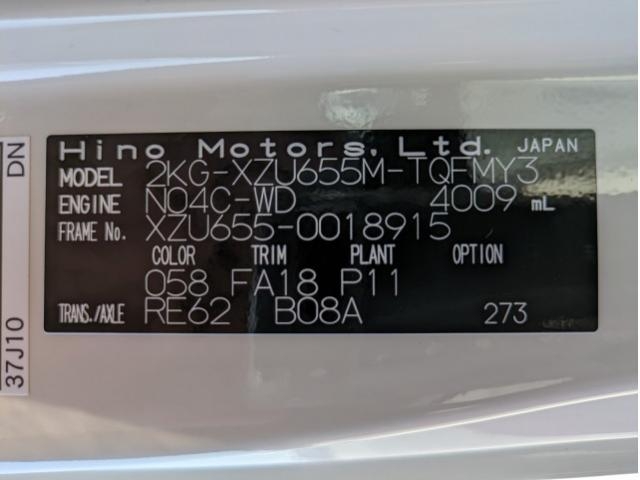 Hino Motors, Ltd. JAPAN
MODEL 2KG-XZU655M-TQFMY3
ENGINE N04C-WD 4009 mL
FRAME No. XZU655-0018915
COLOR TRIM PLANT OPTION
058 FA18 P11
TRANS./AXLE RE62 B08A 273
37J10 DN